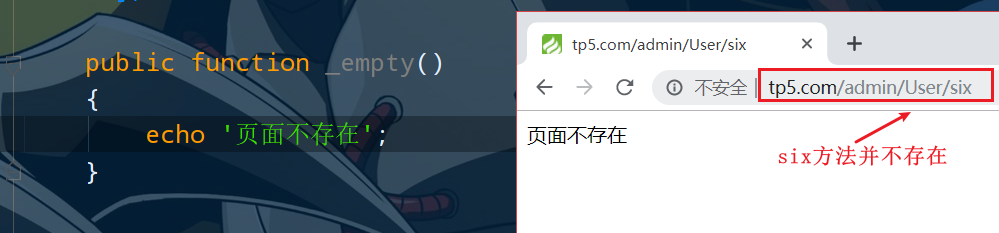 public function _empty()
{
echo '页面不存在';
}
tp5.com/admin/User/six
不安全 | tp5.com/admin/User/six
页面不存在
six方法并不存在